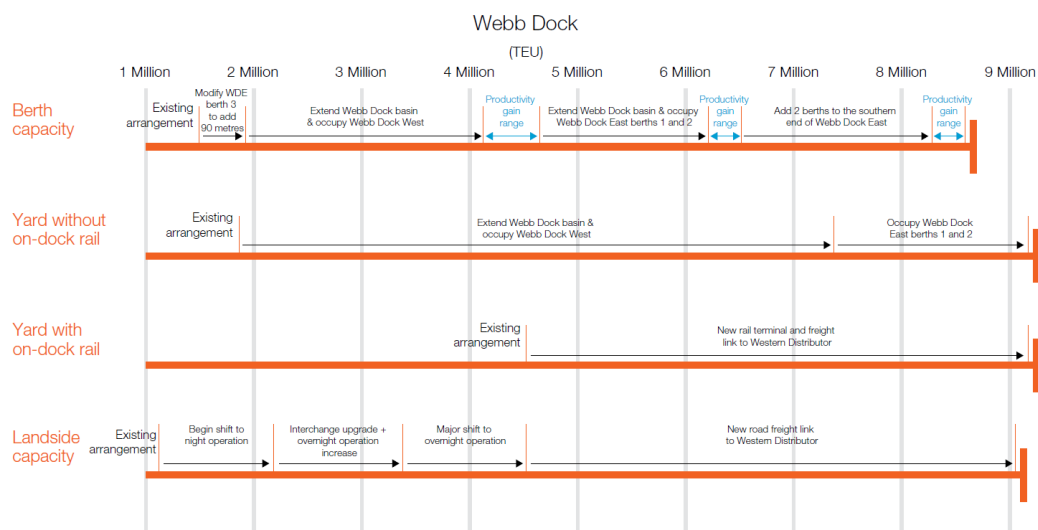 Webb Dock
(TEU)
1 Million 2 Million 3 Million 4 Million 5 Million 6 Million 7 Million 8 Million 9 Million
Berth
capacity
Existing
arrangement
Modify WDE
berth 3
to add
90 metres
Extend Webb Dock basin
& occupy Webb Dock West
Productivity
gain
range
Extend Webb Dock basin & occupy
Webb Dock East berths 1 and 2
Productivity
gain
range
Add 2 berths to the southern
end of Webb Dock East
Productivity
gain
range
Yard without
on-dock rail
Existing
arrangement
Extend Webb Dock basin &
occupy Webb Dock West
Occupy Webb Dock
East berths 1 and 2
Yard with
on-dock rail
Existing
arrangement
New rail terminal and freight
link to Western Distributor
Landside
capacity
Existing
arrangement
Begin shift to
night operation
Interchange upgrade +
overnight operation
increase
Major shift to
overnight operation
New road freight link
to Western Distributor